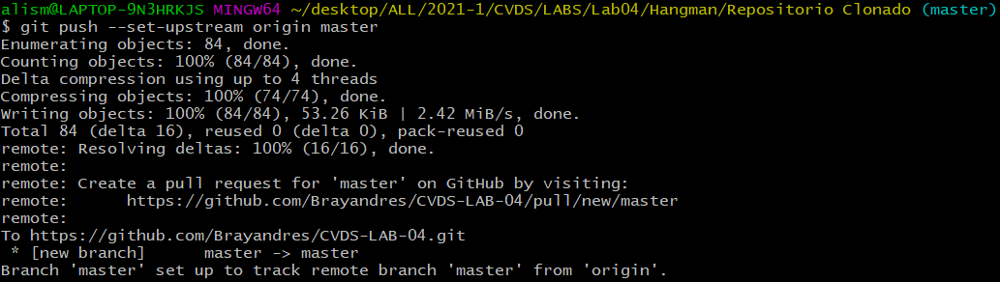 alism@LAPTOP-9N3HRKJS MINGW64 ~/desktop/ALL/2021-1/CVDS/LABS/Lab04/Hangman/Repositorio Clonado (master)
$ git push --set-upstream origin master
Enumerating objects: 84, done.
Counting objects: 100% (84/84), done.
Delta compression using up to 4 threads
Compressing objects: 100% (74/74), done.
Writing objects: 100% (84/84), 53.26 KiB | 2.42 MiB/s, done.
Total 84 (delta 16), reused 0 (delta 0), pack-reused 0
remote: Resolving deltas: 100% (16/16), done.
remote:
remote: Create a pull request for 'master' on GitHub by visiting:
remote:      https://github.com/Brayandres/CVDS-LAB-04/pull/new/master
remote:
To https://github.com/Brayandres/CVDS-LAB-04.git
 * [new branch]      master -> master
Branch 'master' set up to track remote branch 'master' from 'origin'.